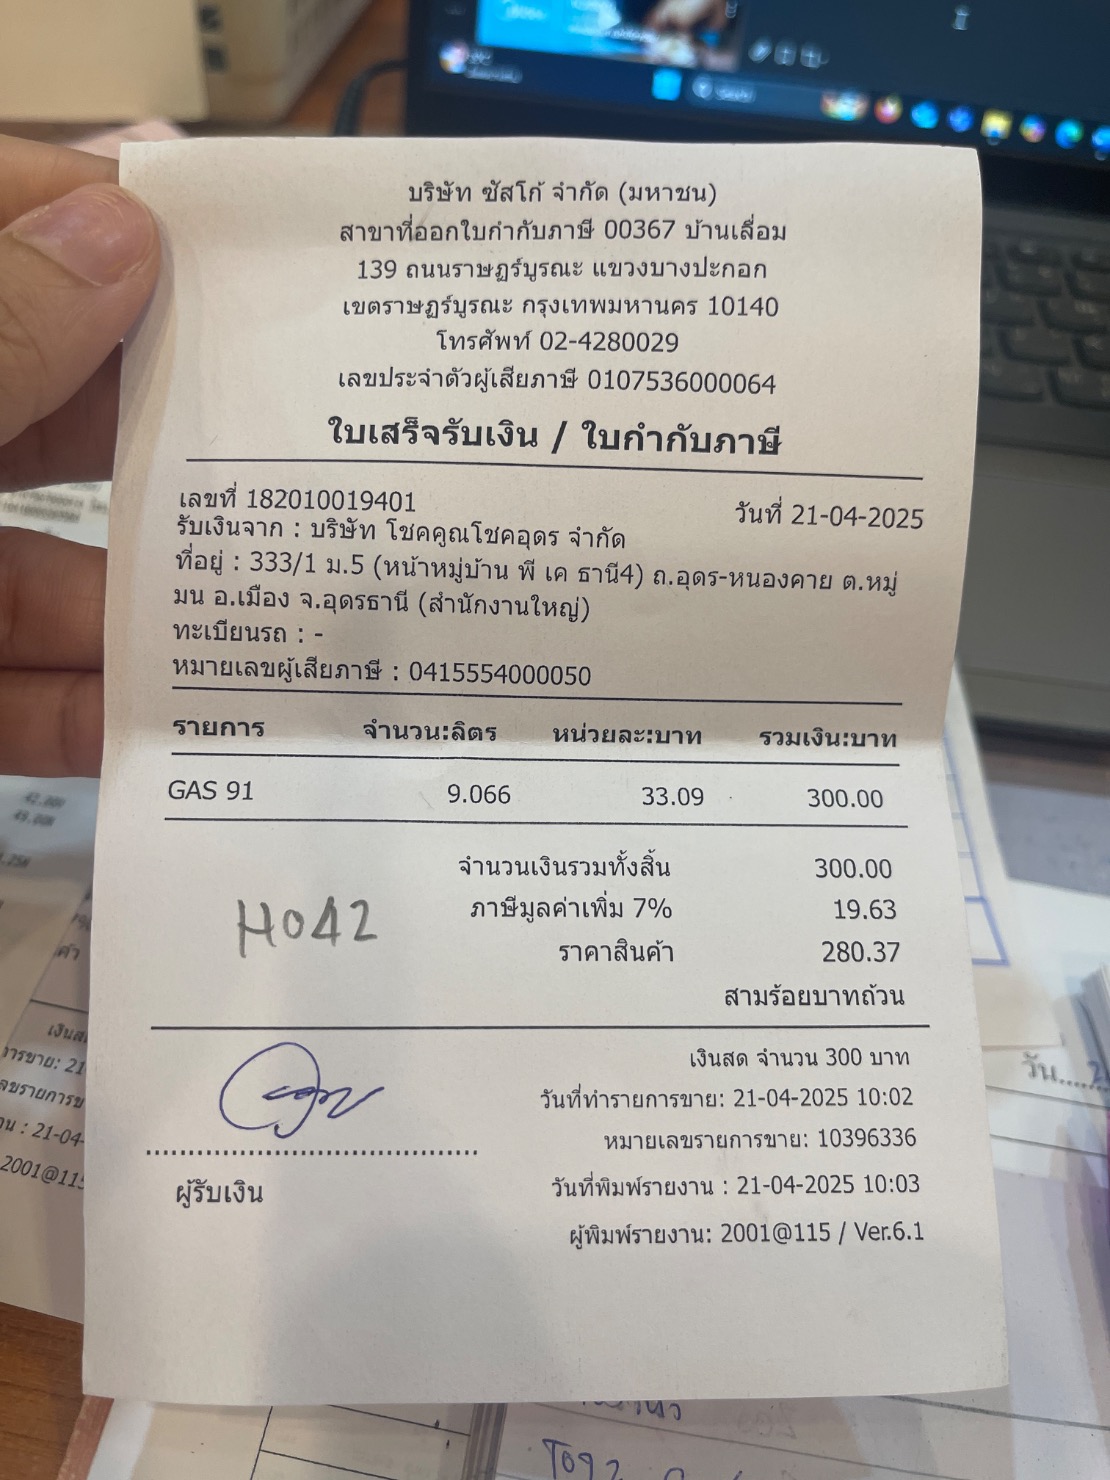 บริษัท ซัสโก้ จำกัด (มหาชน)
สาขาที่ออกใบกำกับภาษี 00367 บ้านเลื่อม
139 ถนนราษฏร์บูรณะ แขวงบางปะกอก
เขตราษฏร์บูรณะ กรุงเทพมหานคร 10140
โทรศัพท์ 02-4280029
เลขประจำตัวผู้เสียภาษี 0107536000064
ใบเสร็จรับเงิน / ใบกำกับภาษี
เลขที่ 182010019401 วันที่ 21-04-2025
รับเงินจาก : บริษัท โชคคูณโชคอุดร จำกัด
ที่อยู่ : 333/1 ม.5 (หน้าหมู่บ้าน พี เค ธานี4) ถ.อุดร-หนองคาย ต.หมู่
มน อ.เมือง จ.อุดรธานี (สำนักงานใหญ่)
ทะเบียนรถ : -
หมายเลขผู้เสียภาษี : 0415554000050
รายการ จำนวน:ลิตร หน่วยละ:บาท รวมเงิน:บาท
GAS 91 9.066 33.09 300.00
จำนวนเงินรวมทั้งสิ้น 300.00
ภาษีมูลค่าเพิ่ม 7% 19.63
H042
ราคาสินค้า 280.37
สามร้อยบาทถ้วน
เงินสด จำนวน 300 บาท
วันที่ทำรายการขาย: 21-04-2025 10:02
หมายเลขรายการขาย: 10396336
ผู้รับเงิน วันที่พิมพ์รายงาน : 21-04-2025 10:03
ผู้พิมพ์รายงาน: 2001@115 / Ver.6.1